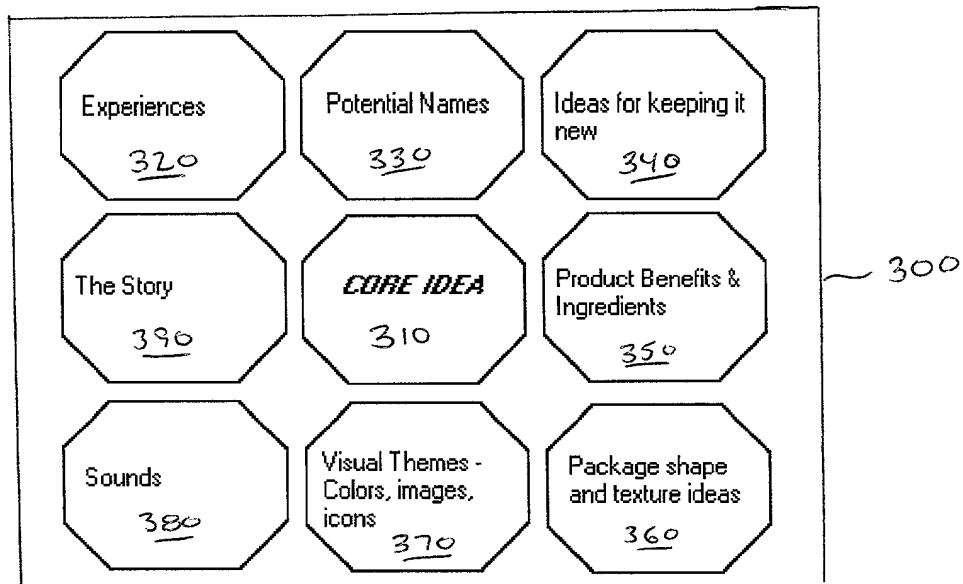 Experiences
320
Potential Names
330
Ideas for keeping it
new
340
The Story
390
CORE IDEA
310
Product Benefits &
Ingredients
350
300
Sounds
380
Visual Themes -
Colors, images,
icons
370
Package shape
and texture ideas
360